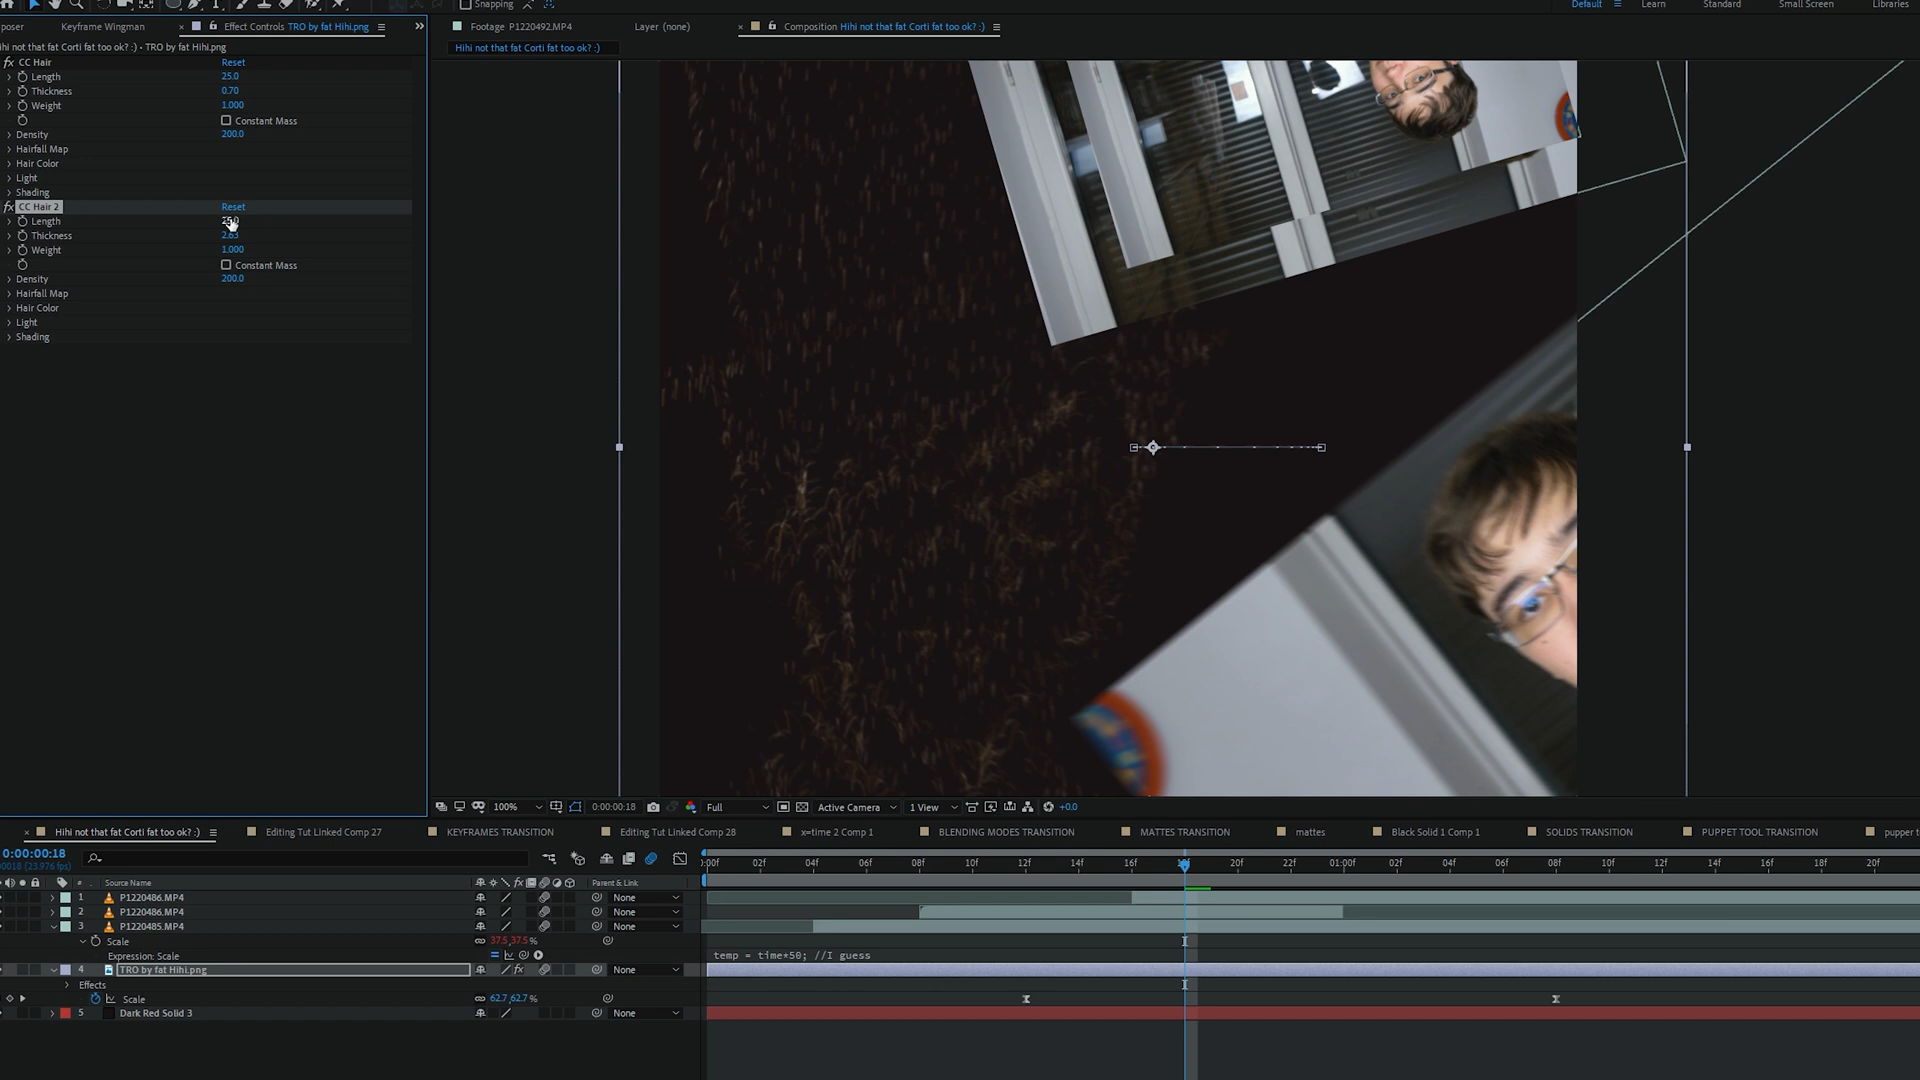 Snapping
Default
Learn
Standard
Small Screen
Libraries
poser
Keyframe Wingman
× Effect Controls TRO by fat Hihi.png
Footage P1220492.MP4
Layer (none)
× Composition Hihi not that fat Corti fat too ok? :)
ihi not that fat Corti fat too ok? :) • TRO by fat Hihi.png
Hihi not that fat Corti fat too ok? :)
fx CC Hair Reset
Length 25.0
Thickness 0.70
Weight 1.000
Constant Mass
Density 200.0
Hairfall Map
Hair Color
Light
Shading
fx CC Hair 2 Reset
Length
Thickness 2.63
Weight 1.000
Constant Mass
Density 200.0
Hairfall Map
Hair Color
Light
Shading
100% 0:00:00:18 Full Active Camera 1 View +0.0
× Hihi not that fat Corti fat too ok? :)
Editing Tut Linked Comp 27
KEYFRAMES TRANSITION
Editing Tut Linked Comp 28
x=time 2 Comp 1
BLENDING MODES TRANSITION
MATTES TRANSITION
mattes
Black Solid 1 Comp 1
SOLIDS TRANSITION
PUPPET TOOL TRANSITION
puppet t
0:00:00:18
00018 (23.976 fps)
:00f 02f 04f 06f 08f 10f 12f 14f 16f 20f 22f 01:00f 02f 04f 06f 08f 10f 12f 14f 16f 18f 20f
# Source Name fx Parent & Link
1 P1220486.MP4 None
2 P1220486.MP4 None
3 P1220485.MP4 None
Scale 37.5,37.5 %
Expression: Scale temp = time*50; //I guess
4 TRO by fat Hihi.png fx None
Effects
Scale 62.7,62.7 %
5 Dark Red Solid 3 None